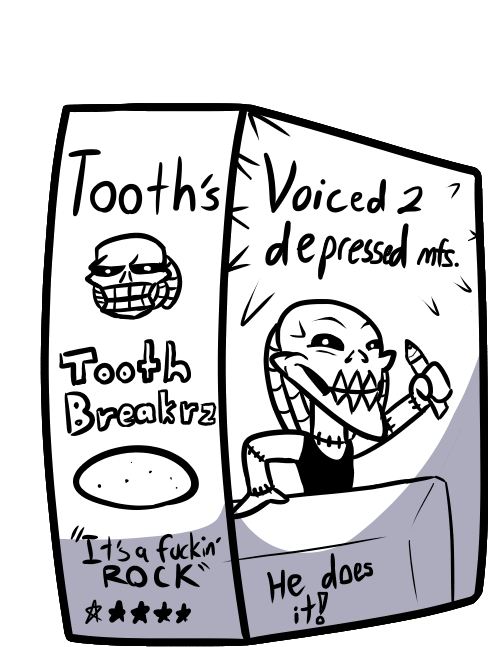 Tooth's
Tooth
Breakrz
"It's a fuckin'
ROCK"
Voiced 2
depressed mfs.
He does
it!